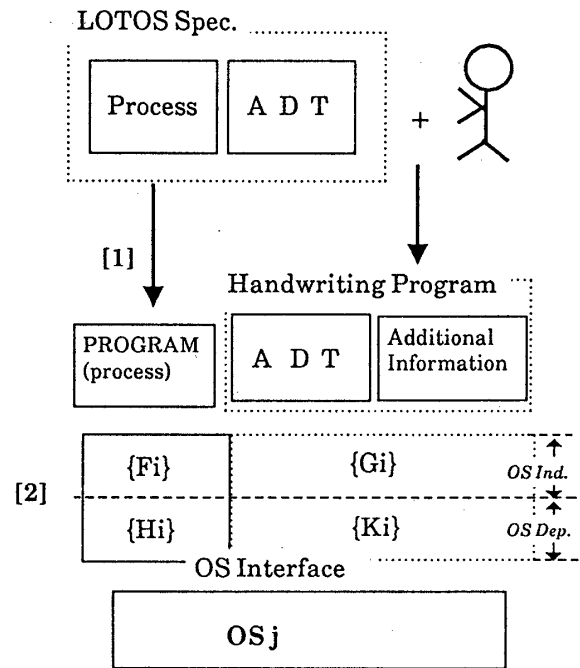 LOTOS Spec.
Process
A D T
+
[1]
Handwriting Program
PROGRAM
(process)
A D T
Additional
Information
{Fi}
{Gi}
OS Ind.
[2]
{Hi}
{Ki}
OS Dep.
OS Interface
OS j